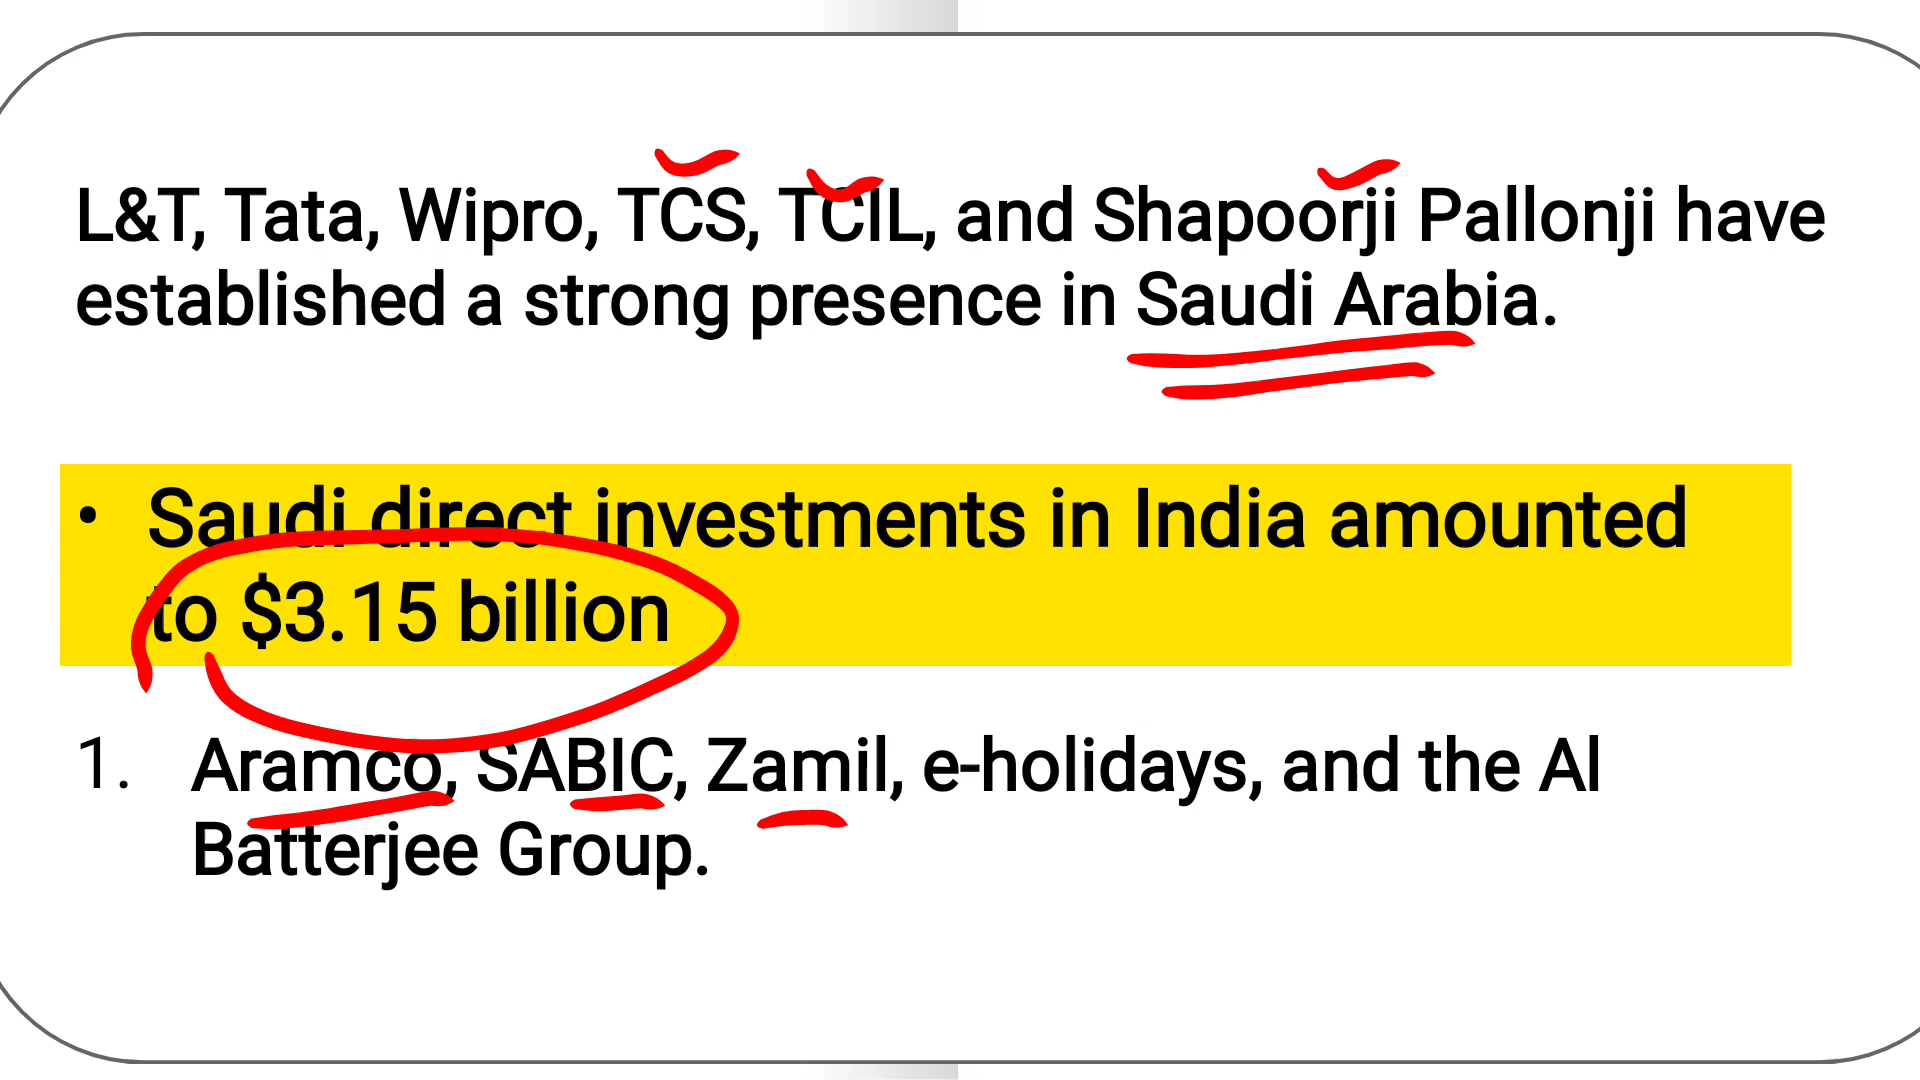 L&T, Tata, Wipro, TCS, TCIL, and Shapoorji Pallonji have
established a strong presence in Saudi Arabia.
• Saudi direct investments in India amounted
to $3.15 billion
1. Aramco, SABIC, Zamil, e-holidays, and the Al
Batterjee Group.